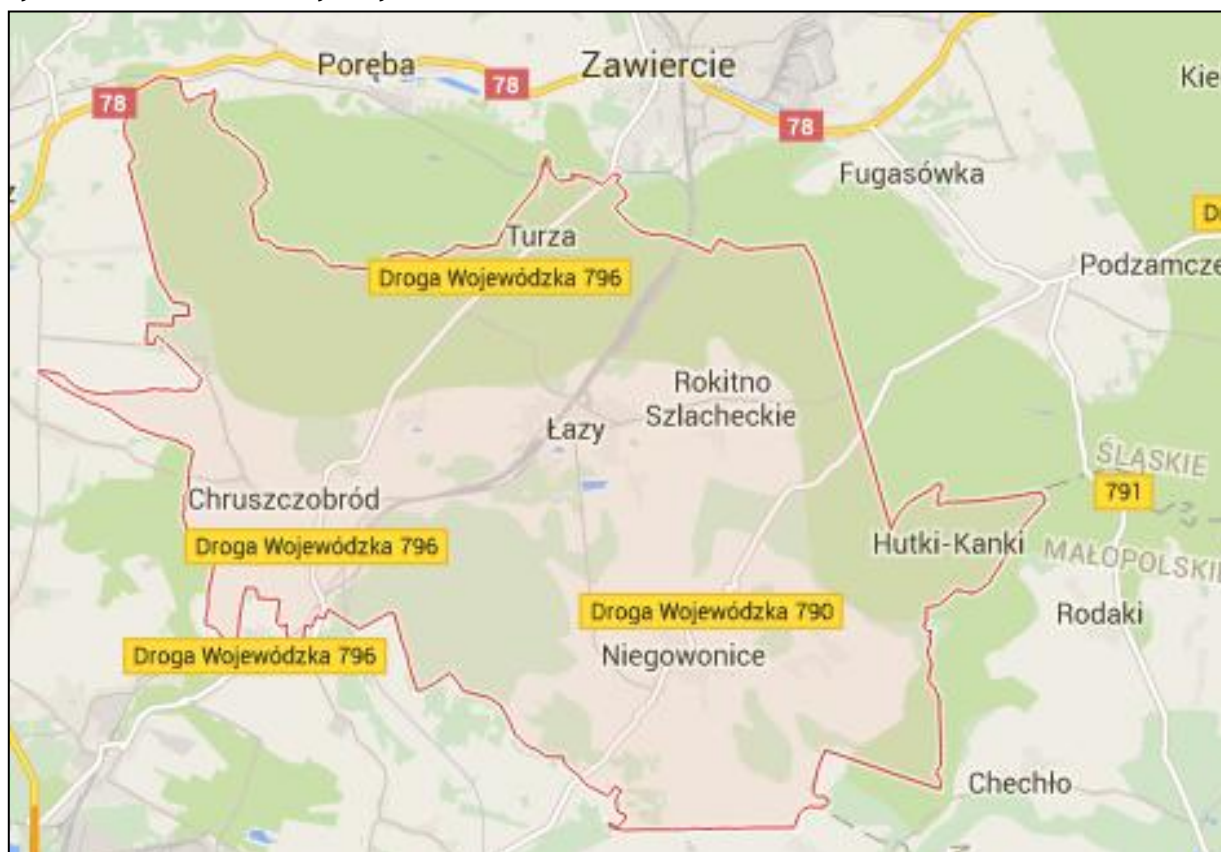 Poręba
Zawiercie
Kie
78
78
78
Fugasówka
Turza
Podzamcze
Droga Wojewódzka 796
Rokitno
Szlacheckie
Łazy
ŚLĄSKIE
791
Chruszczobród
Hutki-Kanki
Droga Wojewódzka 796
MAŁOPOLSKIE
Droga Wojewódzka 790
Rodaki
Droga Wojewódzka 796
Niegowonice
Chechło